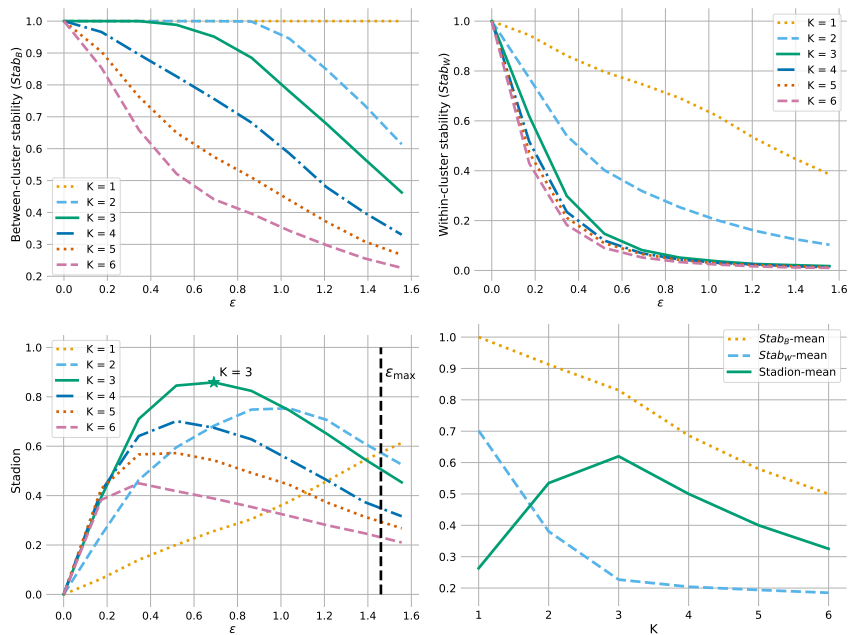 Between-cluster stability (Stab_B)
1.0
0.9
0.8
0.7
0.6
0.5
0.4
0.3
0.2
K = 1
K = 2
K = 3
K = 4
K = 5
K = 6
0.0 0.2 0.4 0.6 0.8 1.0 1.2 1.4 1.6
ε
Within-cluster stability (Stab_W)
1.0
0.8
0.6
0.4
0.2
0.0
K = 1
K = 2
K = 3
K = 4
K = 5
K = 6
0.0 0.2 0.4 0.6 0.8 1.0 1.2 1.4 1.6
ε
Stadion
1.0
0.8
0.6
0.4
0.2
0.0
K = 1
K = 2
K = 3
K = 4
K = 5
K = 6
K = 3
ε_max
0.0 0.2 0.4 0.6 0.8 1.0 1.2 1.4 1.6
ε
1.0
0.9
0.8
0.7
0.6
0.5
0.4
0.3
0.2
Stab_B-mean
Stab_W-mean
Stadion-mean
1 2 3 4 5 6
K